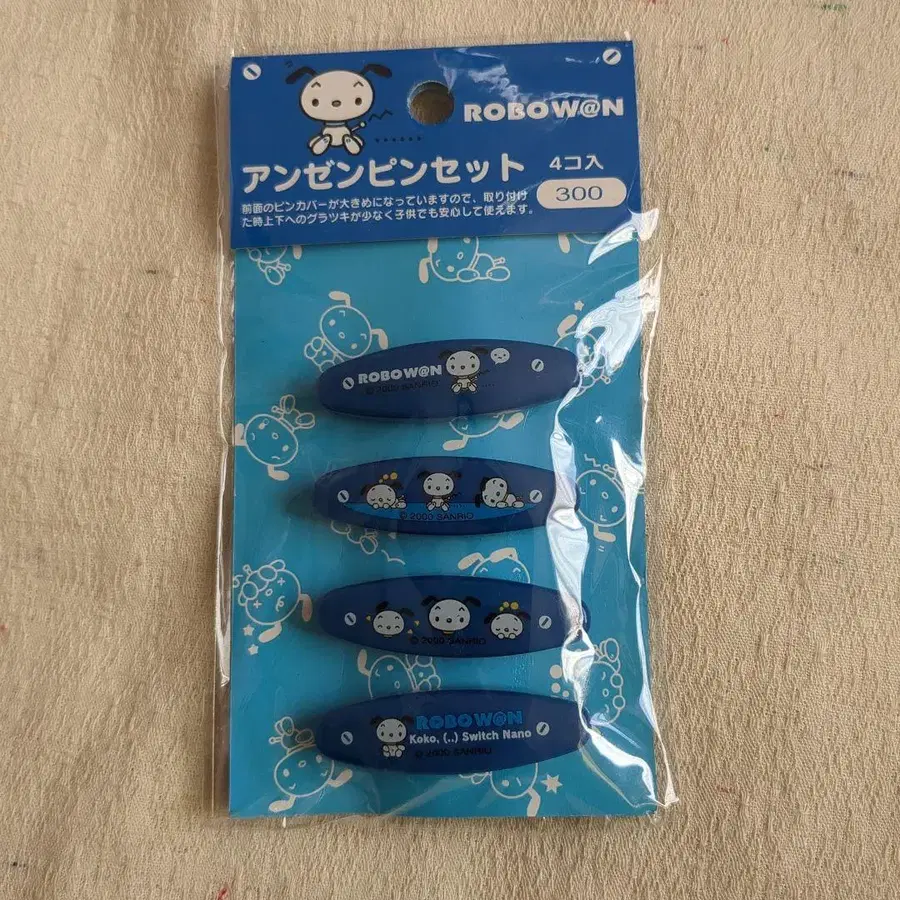 ROBOW@N
アンゼンピンセット 4コ入
300
前面のピンカバーが大きめになっていますので、取り付け
た時上下へのグラツキが少なく子供でも安心して使えます。
ROBOW@N
© 2000 SANRIO
© 2000 SANRIO
© 2000 SANRIO
ROBOW@N
Koko, (..) Switch Nano
© 2000 SANRIO